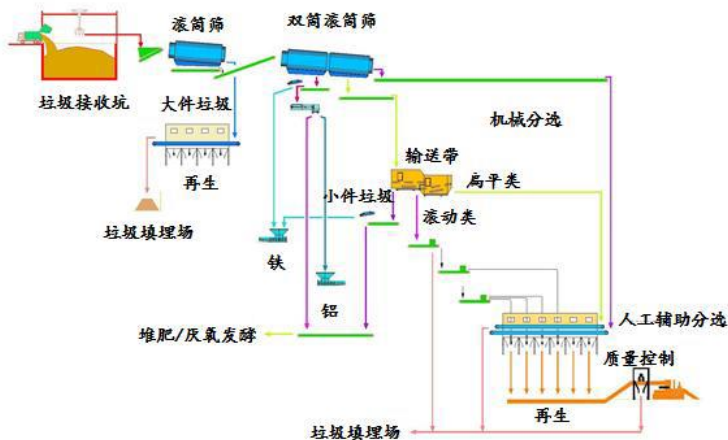 滚筒筛
双筒滚筒筛
垃圾接收坑
大件垃圾
机械分选
输送带
再生
小件垃圾
扁平类
滚动类
垃圾填埋场
铁
铝
人工辅助分选
堆肥/厌氧发酵
质量控制
再生
垃圾填埋场